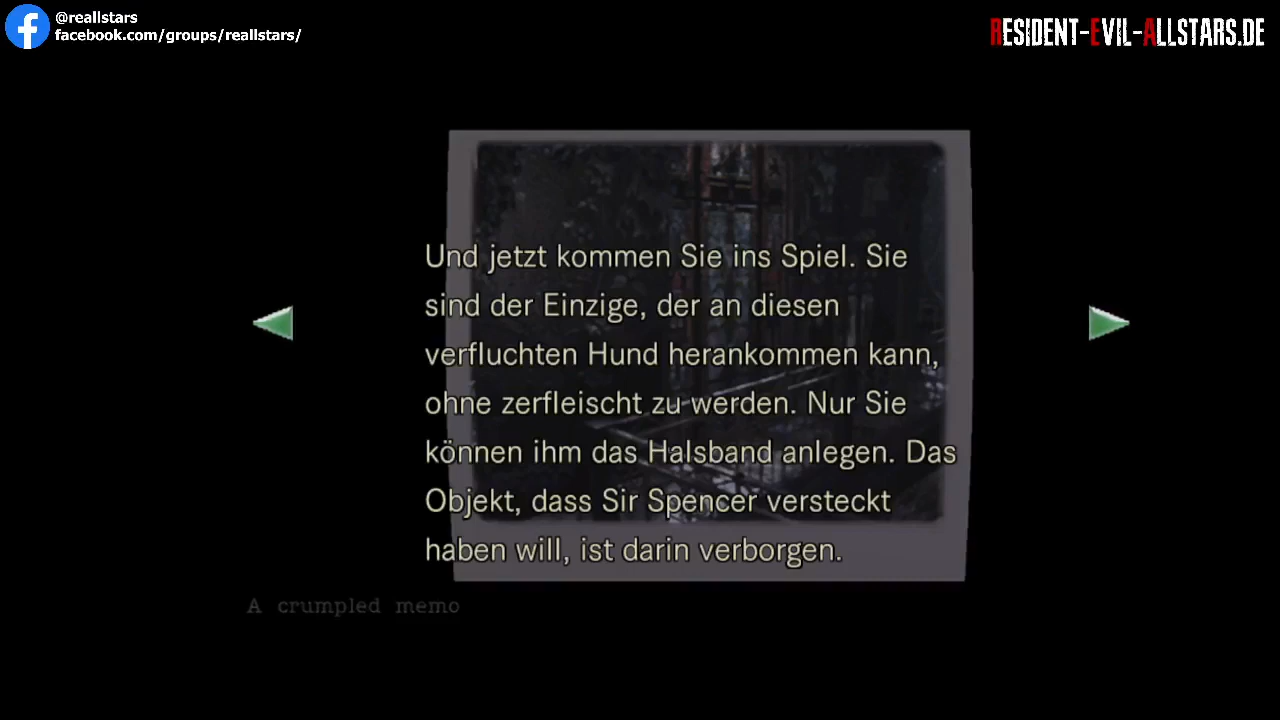 @reallstars
facebook.com/groups/reallstars/
RESIDENT-EVIL-ALLSTARS.DE
Und jetzt kommen Sie ins Spiel. Sie
sind der Einzige, der an diesen
verfluchten Hund herankommen kann,
ohne zerfleischt zu werden. Nur Sie
können ihm das Halsband anlegen. Das
Objekt, dass Sir Spencer versteckt
haben will, ist darin verborgen.
A crumpled memo